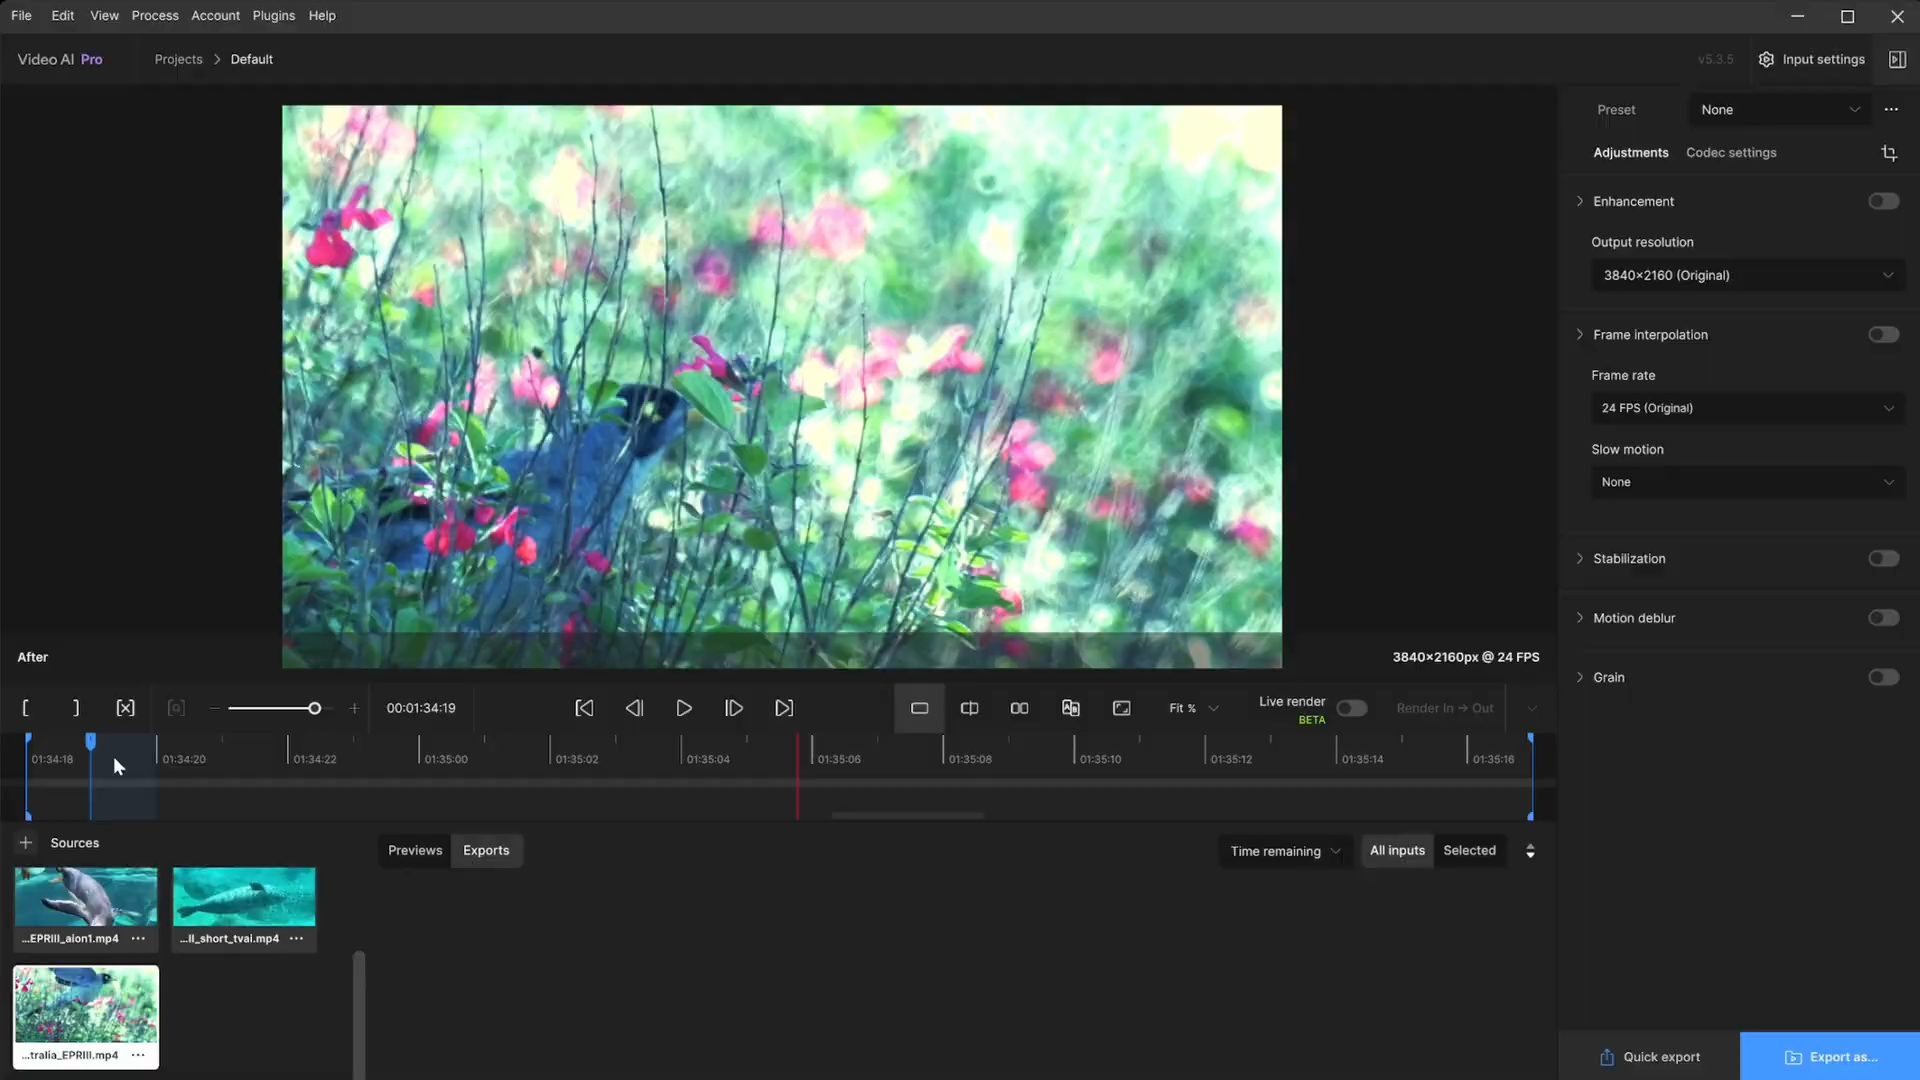 File Edit View Process Account Plugins Help
Video AI Pro Projects > Default v5.3.5 Input settings
Preset None
Adjustments Codec settings
Enhancement
Output resolution
3840×2160 (Original)
Frame interpolation
Frame rate
24 FPS (Original)
Slow motion
None
Stabilization
Motion deblur
Grain
After 3840×2160px @ 24 FPS
00:01:34:19 Fit % Live render BETA Render In → Out
01:34:18 01:34:20 01:34:22 01:35:00 01:35:02 01:35:04 01:35:06 01:35:08 01:35:10 01:35:12 01:35:14 01:35:16
Sources Previews Exports Time remaining All inputs Selected
...EPRIII_aion1.mp4 ...II_short_tvai.mp4
...tralia_EPRIII.mp4
Quick export Export as...